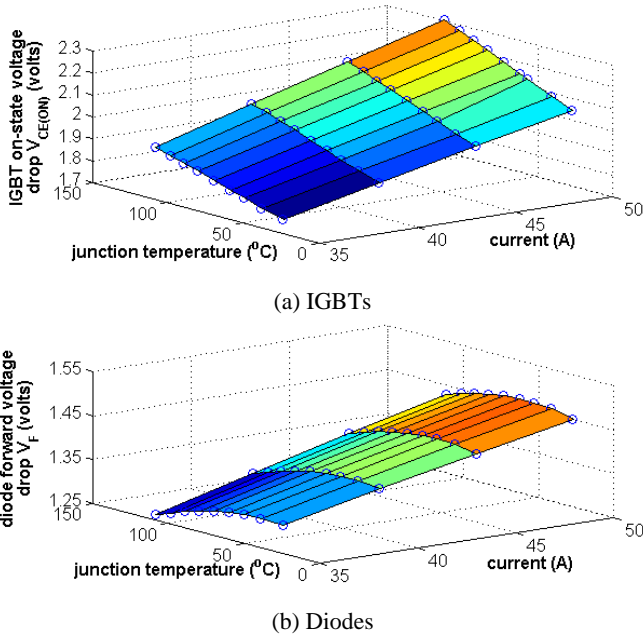 2.3
2.2
2.1
2
1.9
1.8
1.7
IGBT on-state voltage
drop V_CE(ON) (volts)
150
100
50
0
junction temperature (⁰C)
35
40
45
50
current (A)
(a) IGBTs
1.55
1.45
1.35
1.25
diode forward voltage
drop V_F (volts)
150
100
50
0
junction temperature (⁰C)
35
40
45
50
current (A)
(b) Diodes